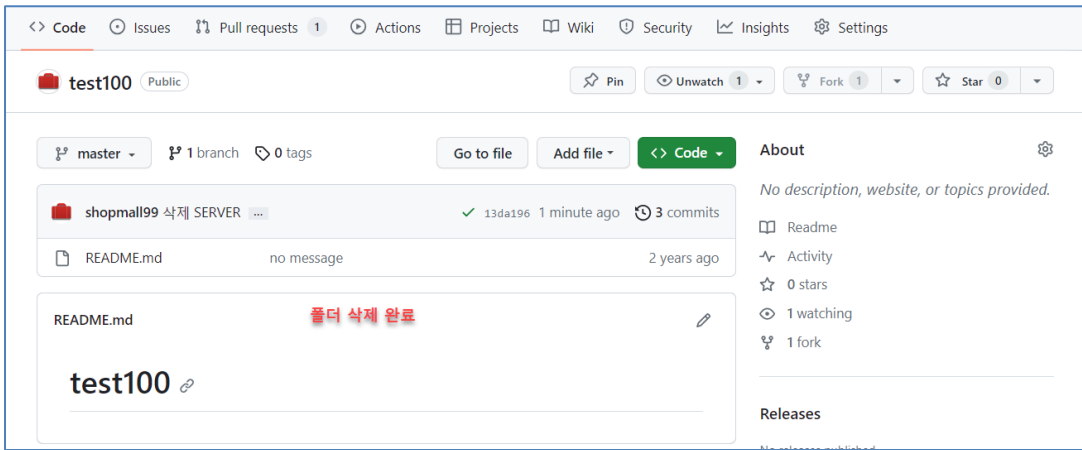 <> Code Issues Pull requests 1 Actions Projects Wiki Security Insights Settings
test100 Public Pin Unwatch 1 Fork 1 Star 0
master 1 branch 0 tags Go to file Add file <> Code
shopmall99 삭제 SERVER ... 13da196 1 minute ago 3 commits
README.md no message 2 years ago
README.md 폴더 삭제 완료
test100
About
No description, website, or topics provided.
Readme
Activity
0 stars
1 watching
1 fork
Releases
No releases published